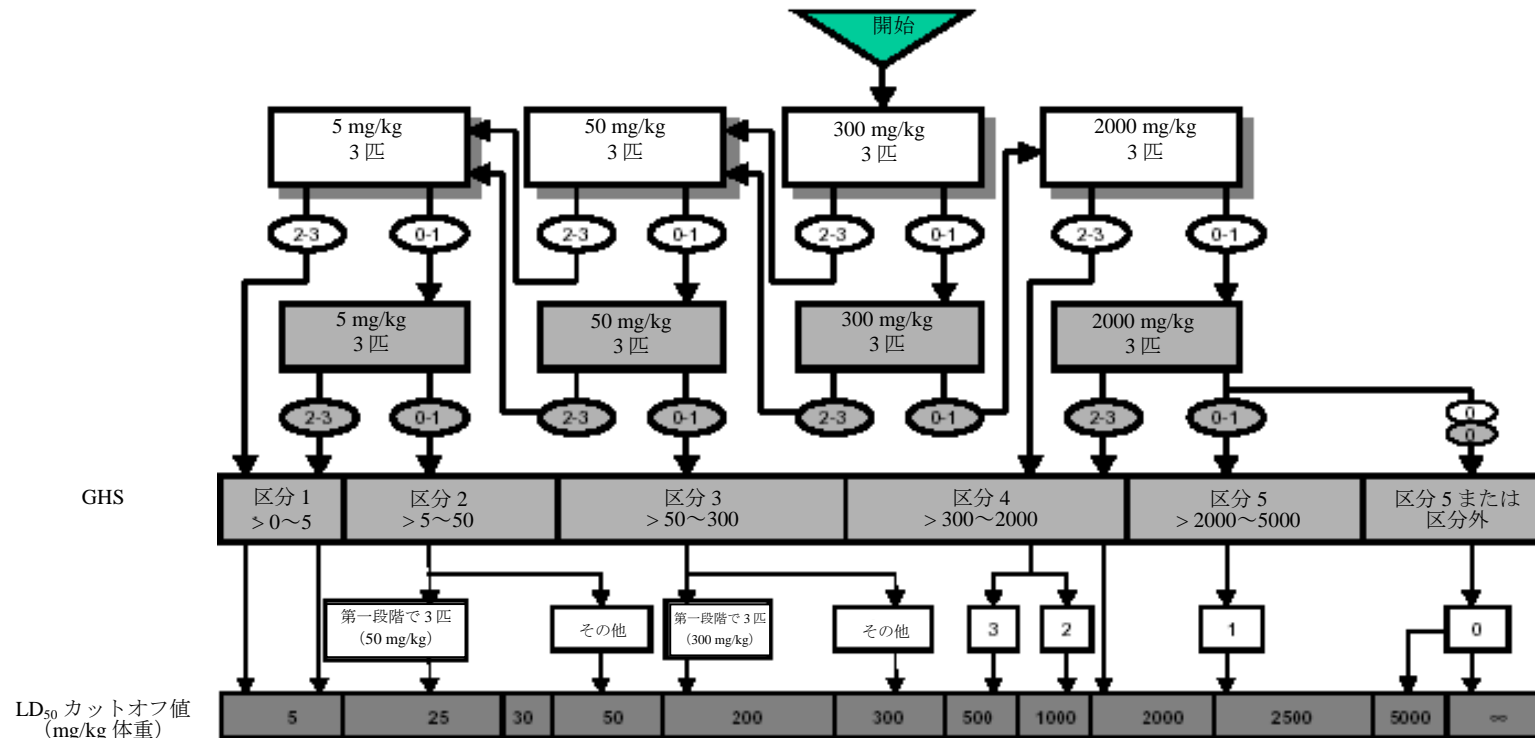 開始
5 mg/kg
3 匹
50 mg/kg
3 匹
300 mg/kg
3 匹
2000 mg/kg
3 匹
2-3
0-1
2-3
0-1
2-3
0-1
2-3
0-1
5 mg/kg
3 匹
50 mg/kg
3 匹
300 mg/kg
3 匹
2000 mg/kg
3 匹
2-3
0-1
2-3
0-1
2-3
0-1
2-3
0-1
0
0
GHS
区分 1
> 0～5
区分 2
> 5～50
区分 3
> 50～300
区分 4
> 300～2000
区分 5
> 2000～5000
区分 5 または
区分外
第一段階で 3 匹
（50 mg/kg）
その他
第一段階で 3 匹
（300 mg/kg）
その他
3
2
1
0
LD₅₀ カットオフ値
（mg/kg 体重）
5
25
30
50
200
300
500
1000
2000
2500
5000
∞